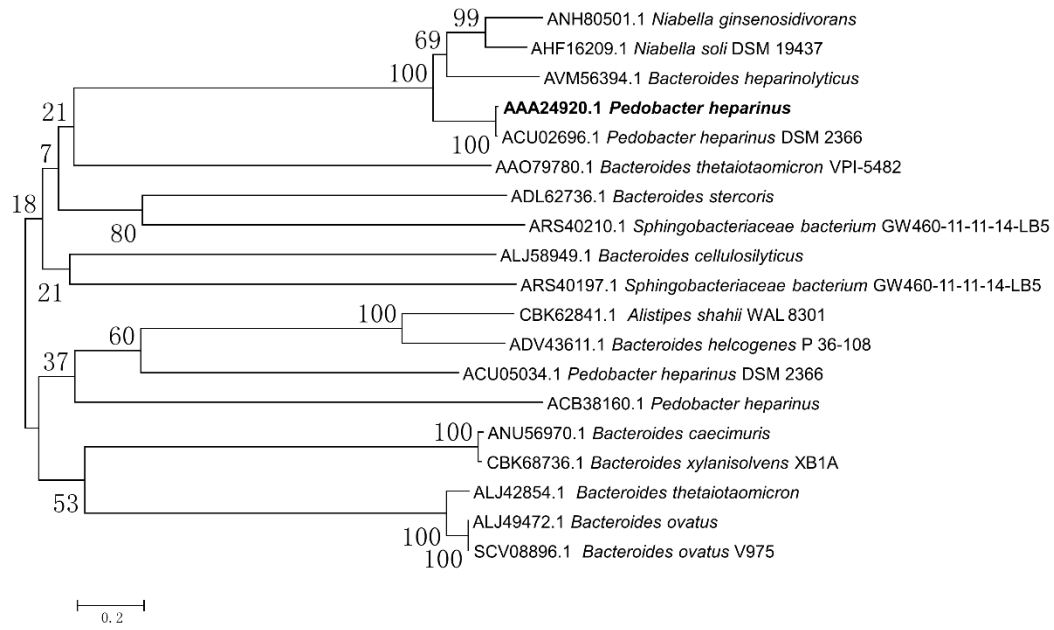 99
ANH80501.1 Niabella ginsenosidivorans
69
AHF16209.1 Niabella soli DSM 19437
100
AVM56394.1 Bacteroides heparinolyticus
21
AAA24920.1 Pedobacter heparinus
100
ACU02696.1 Pedobacter heparinus DSM 2366
7
AAO79780.1 Bacteroides thetaiotaomicron VPI-5482
18
ADL62736.1 Bacteroides stercoris
80
ARS40210.1 Sphingobacteriaceae bacterium GW460-11-11-14-LB5
ALJ58949.1 Bacteroides cellulosilyticus
21
ARS40197.1 Sphingobacteriaceae bacterium GW460-11-11-14-LB5
100
CBK62841.1 Alistipes shahii WAL 8301
60
ADV43611.1 Bacteroides helcogenes P 36-108
37
ACU05034.1 Pedobacter heparinus DSM 2366
ACB38160.1 Pedobacter heparinus
100
ANU56970.1 Bacteroides caecimuris
CBK68736.1 Bacteroides xylanisolvens XB1A
53
ALJ42854.1 Bacteroides thetaiotaomicron
100
ALJ49472.1 Bacteroides ovatus
100
SCV08896.1 Bacteroides ovatus V975
0.2